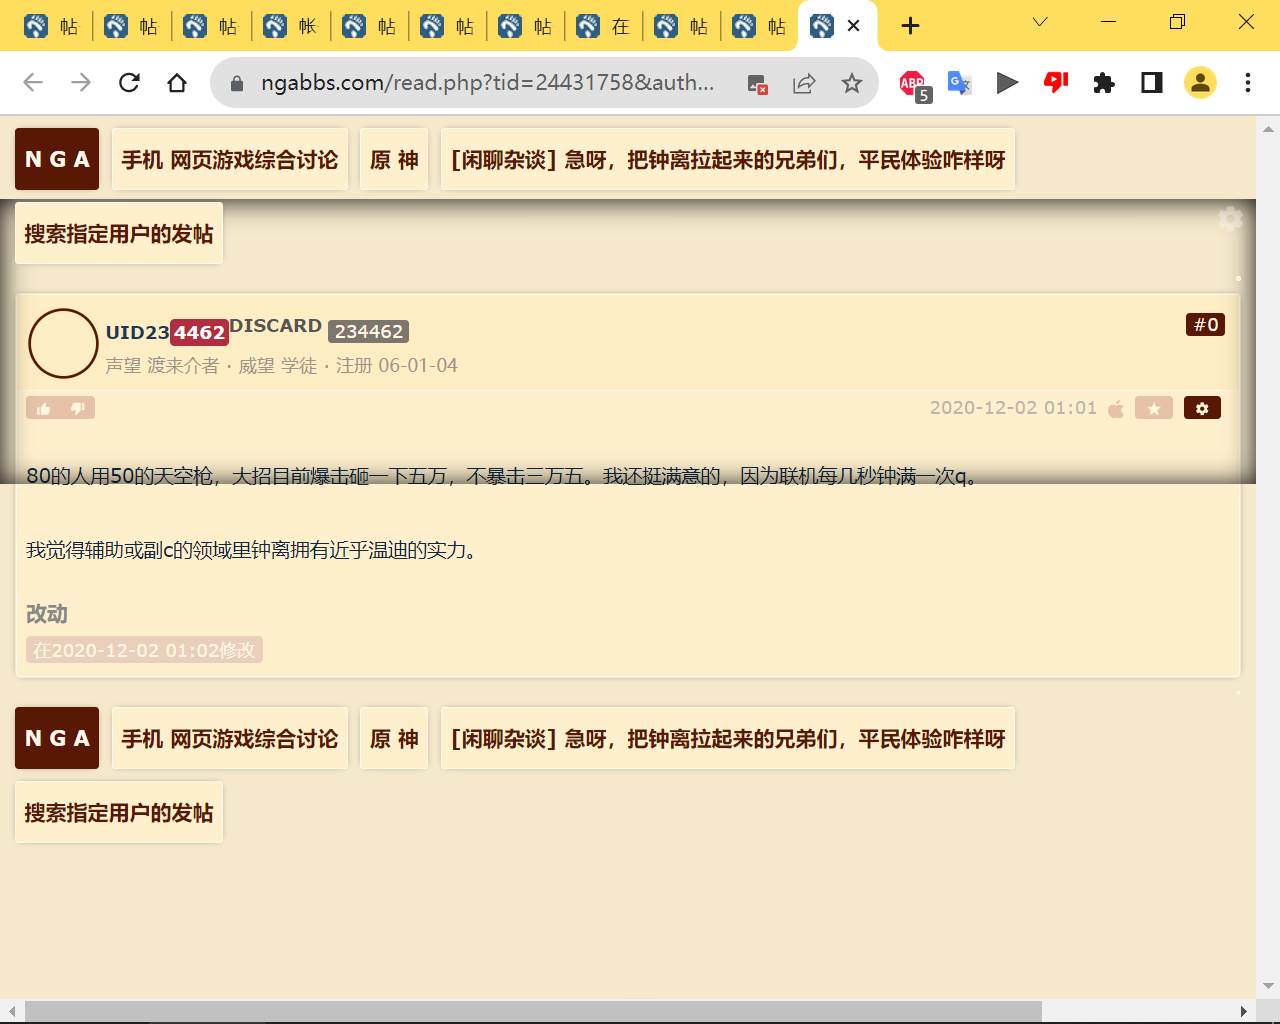 帖 帖 帖 帐 帖 帖 帖 在 帖 帖
ngabbs.com/read.php?tid=24431758&auth...
ABP 5
N G A 手机 网页游戏综合讨论 原 神 [闲聊杂谈] 急呀，把钟离拉起来的兄弟们，平民体验咋样呀
搜索指定用户的发帖
UID234462DISCARD 234462 #0
声望 渡来介者 · 威望 学徒 · 注册 06-01-04
2020-12-02 01:01
80的人用50的天空枪，大招目前爆击砸一下五万，不暴击三万五。我还挺满意的，因为联机每几秒钟满一次q。
我觉得辅助或副c的领域里钟离拥有近乎温迪的实力。
改动
在2020-12-02 01:02修改
N G A 手机 网页游戏综合讨论 原 神 [闲聊杂谈] 急呀，把钟离拉起来的兄弟们，平民体验咋样呀
搜索指定用户的发帖